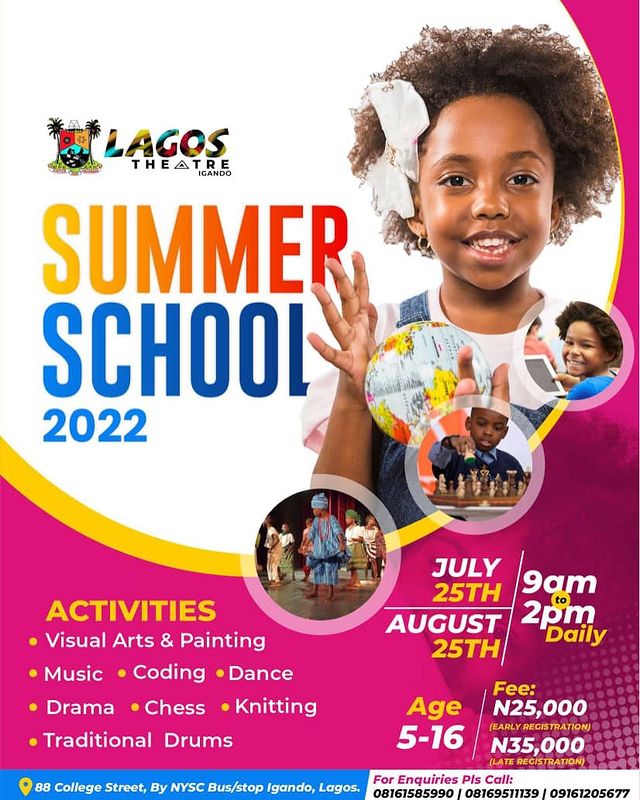 LAGOS
THEATRE
IGANDO
SUMMER
SCHOOL
2022
ACTIVITIES
• Visual Arts & Painting
• Music • Coding • Dance
• Drama • Chess • Knitting
• Traditional Drums
JULY
25TH
AUGUST
25TH
9am
to
2pm
Daily
Age
5-16
Fee:
N25,000
(EARLY REGISTRATION)
N35,000
(LATE REGISTRATION)
88 College Street, By NYSC Bus/stop Igando, Lagos.
For Enquiries Pls Call:
08161585990 | 08169511139 | 09161205677